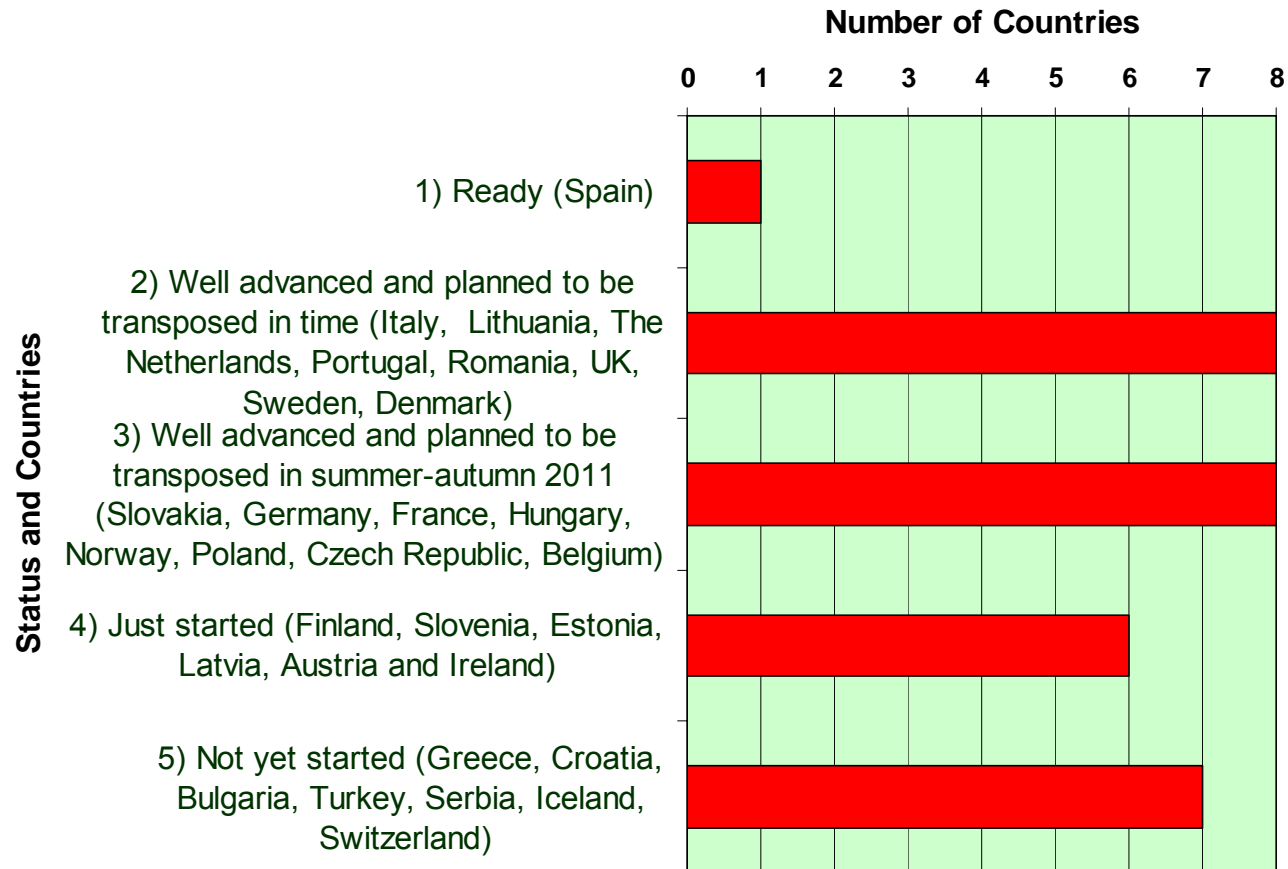 Number of Countries
0 1 2 3 4 5 6 7 8
Status and Countries
1) Ready (Spain)
2) Well advanced and planned to be
transposed in time (Italy, Lithuania, The
Netherlands, Portugal, Romania, UK,
Sweden, Denmark)
3) Well advanced and planned to be
transposed in summer-autumn 2011
(Slovakia, Germany, France, Hungary,
Norway, Poland, Czech Republic, Belgium)
4) Just started (Finland, Slovenia, Estonia,
Latvia, Austria and Ireland)
5) Not yet started (Greece, Croatia,
Bulgaria, Turkey, Serbia, Iceland,
Switzerland)